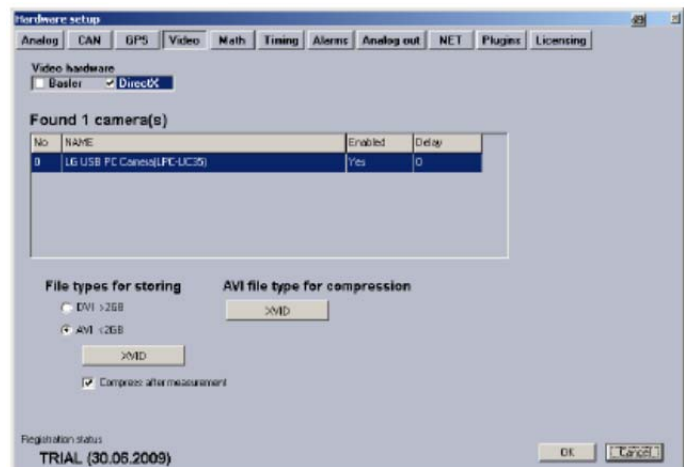 Hardware setup
Analog CAN GPS Video Math Timing Alarms Analog out NET Plugins Licensing
Video hardware
Basler DirectX
Found 1 camera(s)
No NAME Enabled Delay
0 LG USB PC Camera(LPC-UC35) Yes 0
File types for storing AVI file type for compression
DVI >2GB XVID
AVI <2GB
XVID
Compress after measurement
Registration status
TRIAL (30.06.2009)
OK Cancel